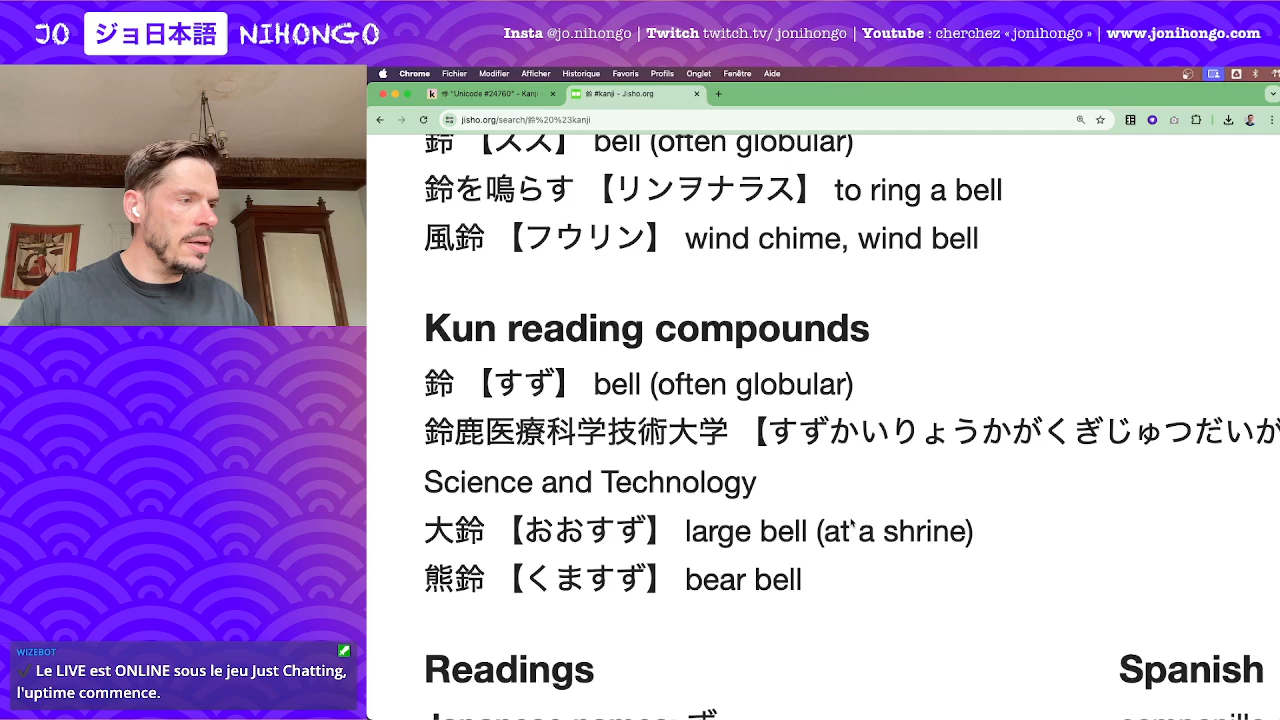 JO ジョ日本語 NIHONGO
Insta @jo.nihongo | Twitch twitch.tv/jonihongo | Youtube : cherchez « jonihongo » | www.jonihongo.com
Chrome Fichier Modifier Afficher Historique Favoris Profils Onglet Fenêtre Aide
"Unicode #24760" - Kanji
鈴 #kanji - Jisho.org
jisho.org/search/鈴%20%23kanji
鈴 【スズ】 bell (often globular)
鈴を鳴らす 【リンヲナラス】 to ring a bell
風鈴 【フウリン】 wind chime, wind bell
Kun reading compounds
鈴 【すず】 bell (often globular)
鈴鹿医療科学技術大学 【すずかいりょうかがくぎじゅつだいが
Science and Technology
大鈴 【おおすず】 large bell (at a shrine)
熊鈴 【くますず】 bear bell
Readings
Spanish
WIZEBOT
✓ Le LIVE est ONLINE sous le jeu Just Chatting,
l'uptime commence.